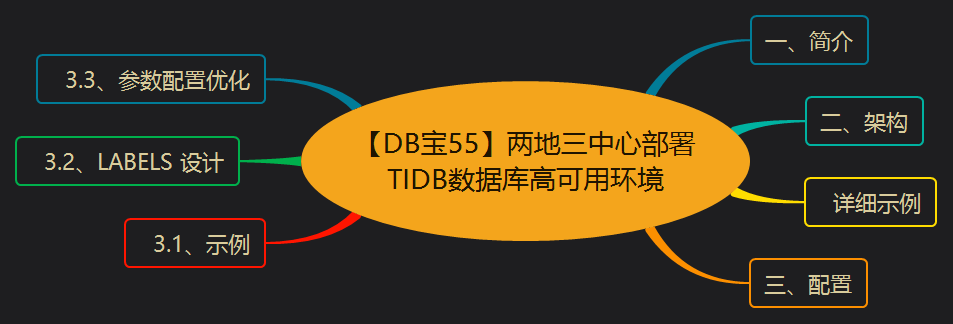 【DB宝55】两地三中心部署
TIDB数据库高可用环境
一、简介
二、架构
详细示例
三、配置
3.1、示例
3.2、LABELS 设计
3.3、参数配置优化